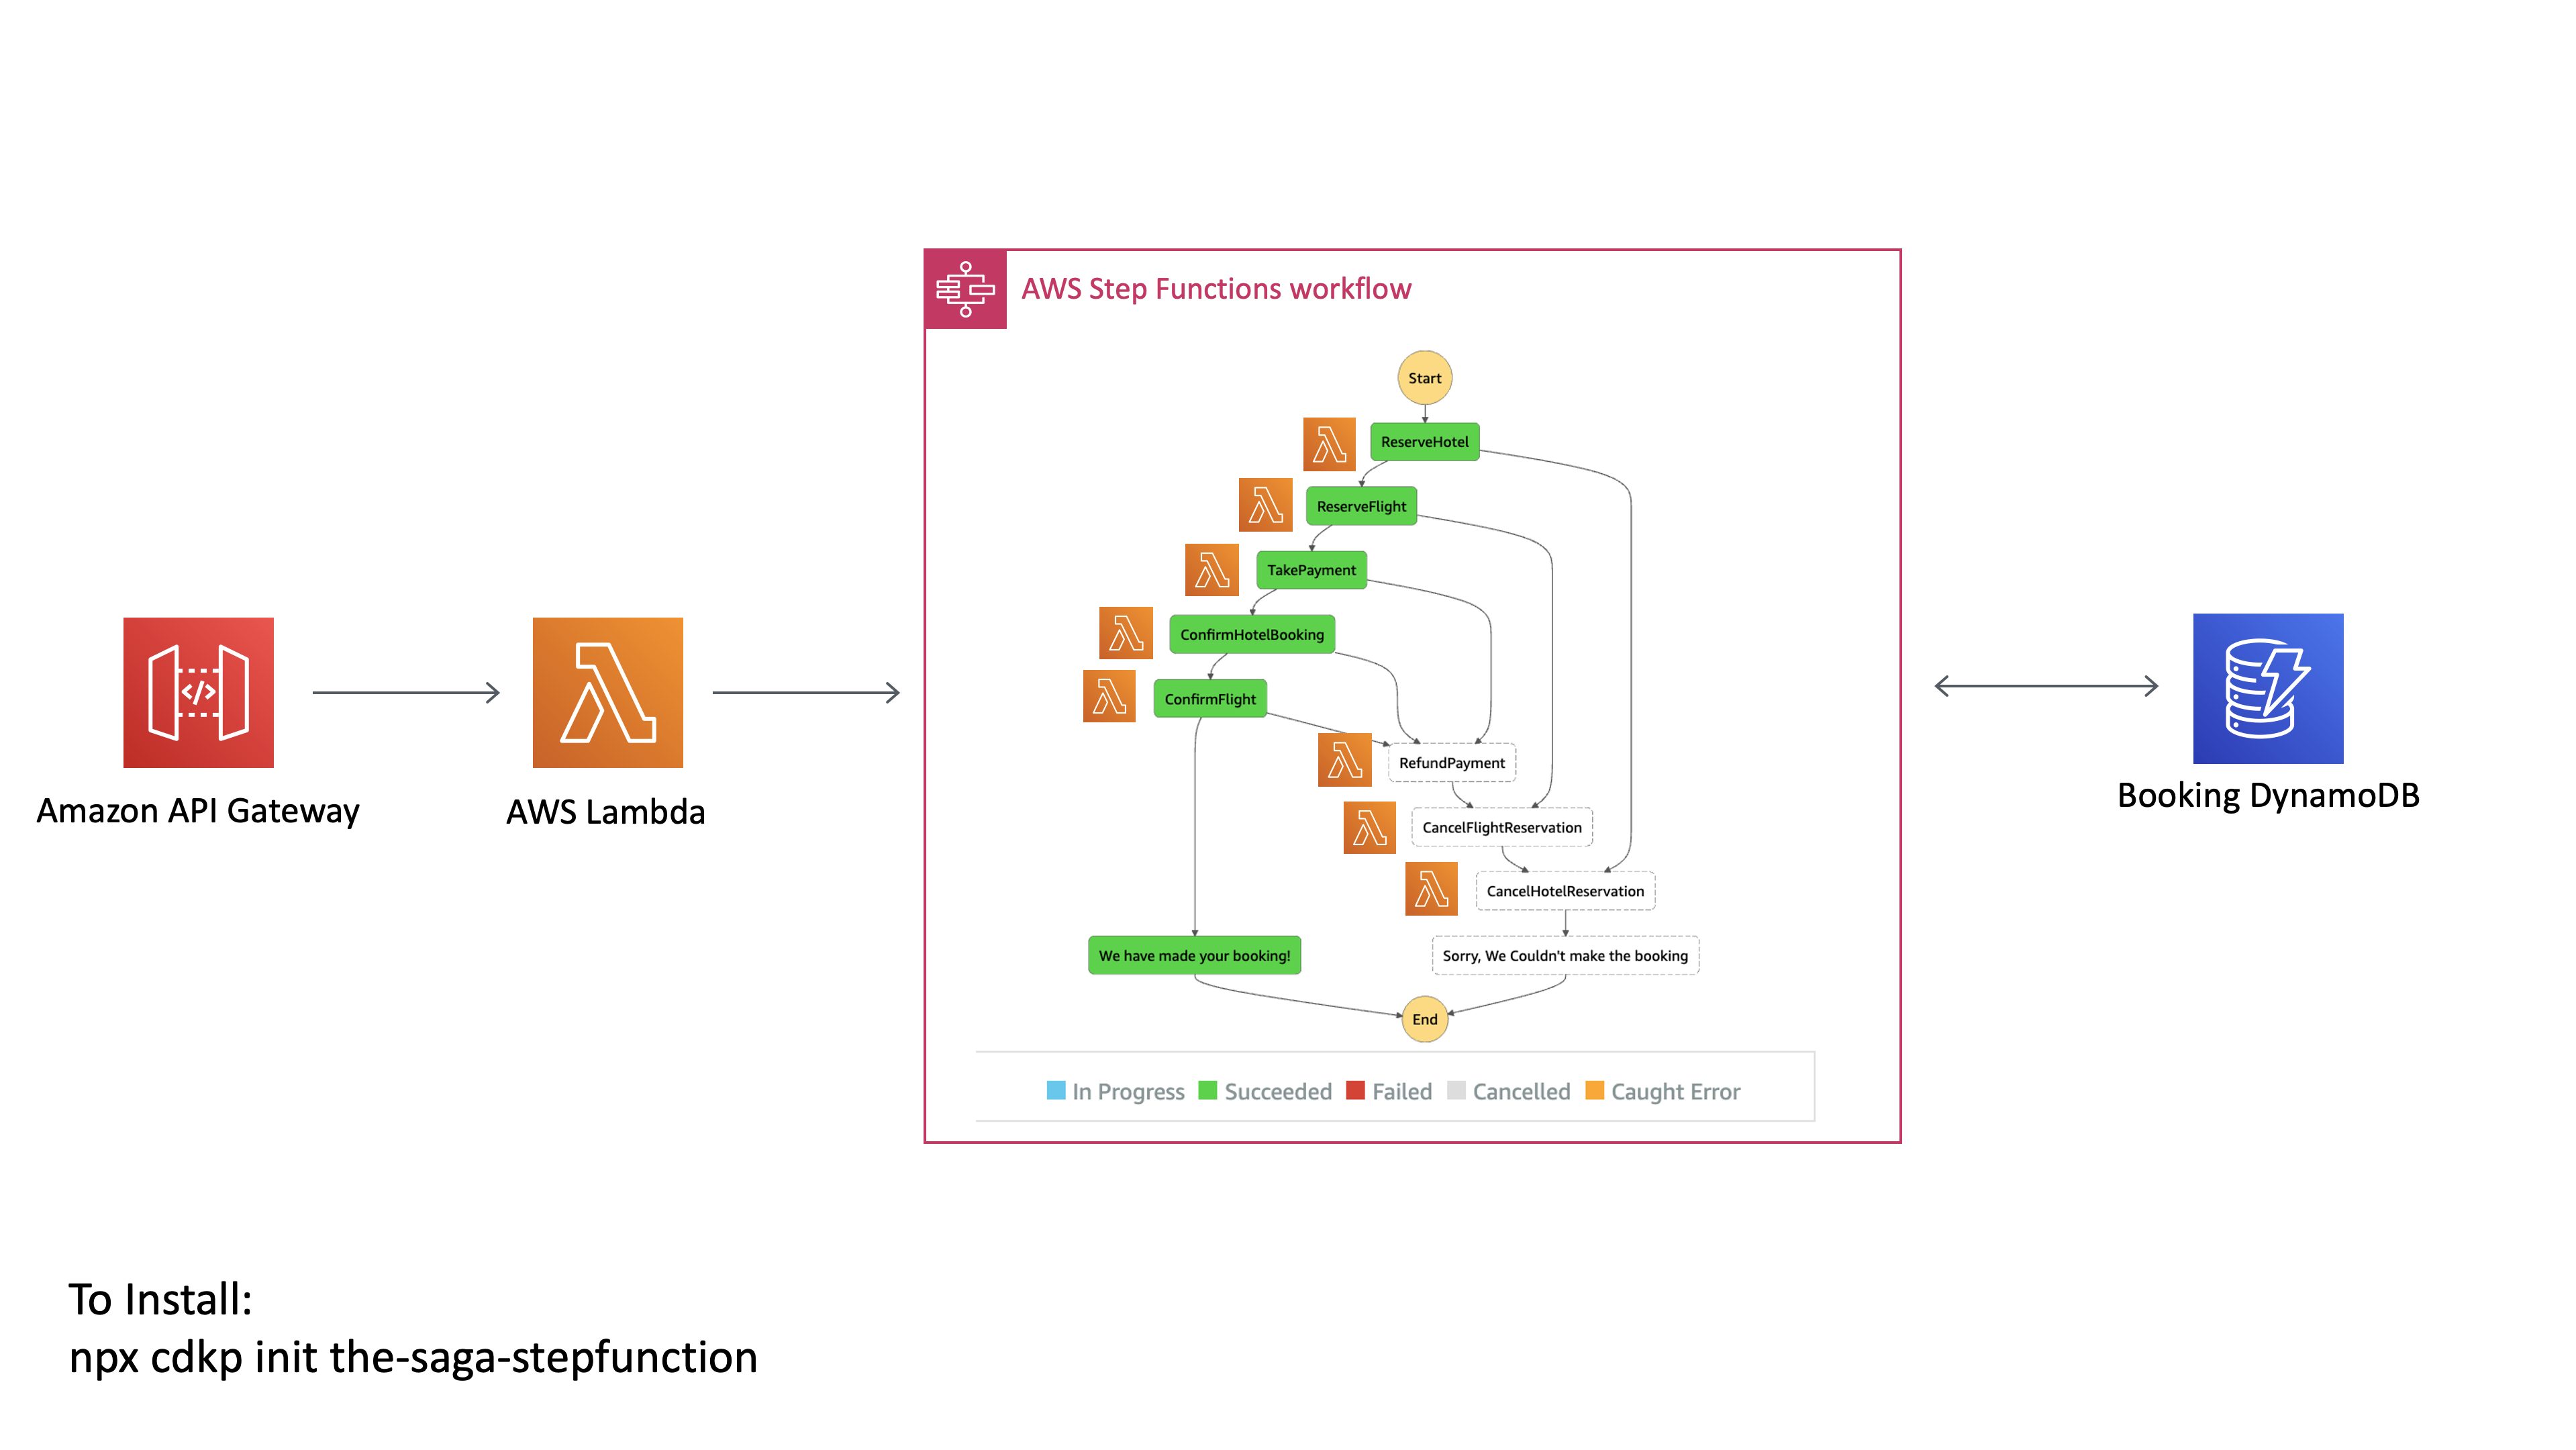 AWS Step Functions workflow
Start
ReserveHotel
ReserveFlight
TakePayment
ConfirmHotelBooking
ConfirmFlight
RefundPayment
CancelFlightReservation
CancelHotelReservation
We have made your booking!
Sorry, We Couldn't make the booking
End
In Progress Succeeded Failed Cancelled Caught Error
</>
Amazon API Gateway
AWS Lambda
Booking DynamoDB
To Install:
npx cdkp init the-saga-stepfunction